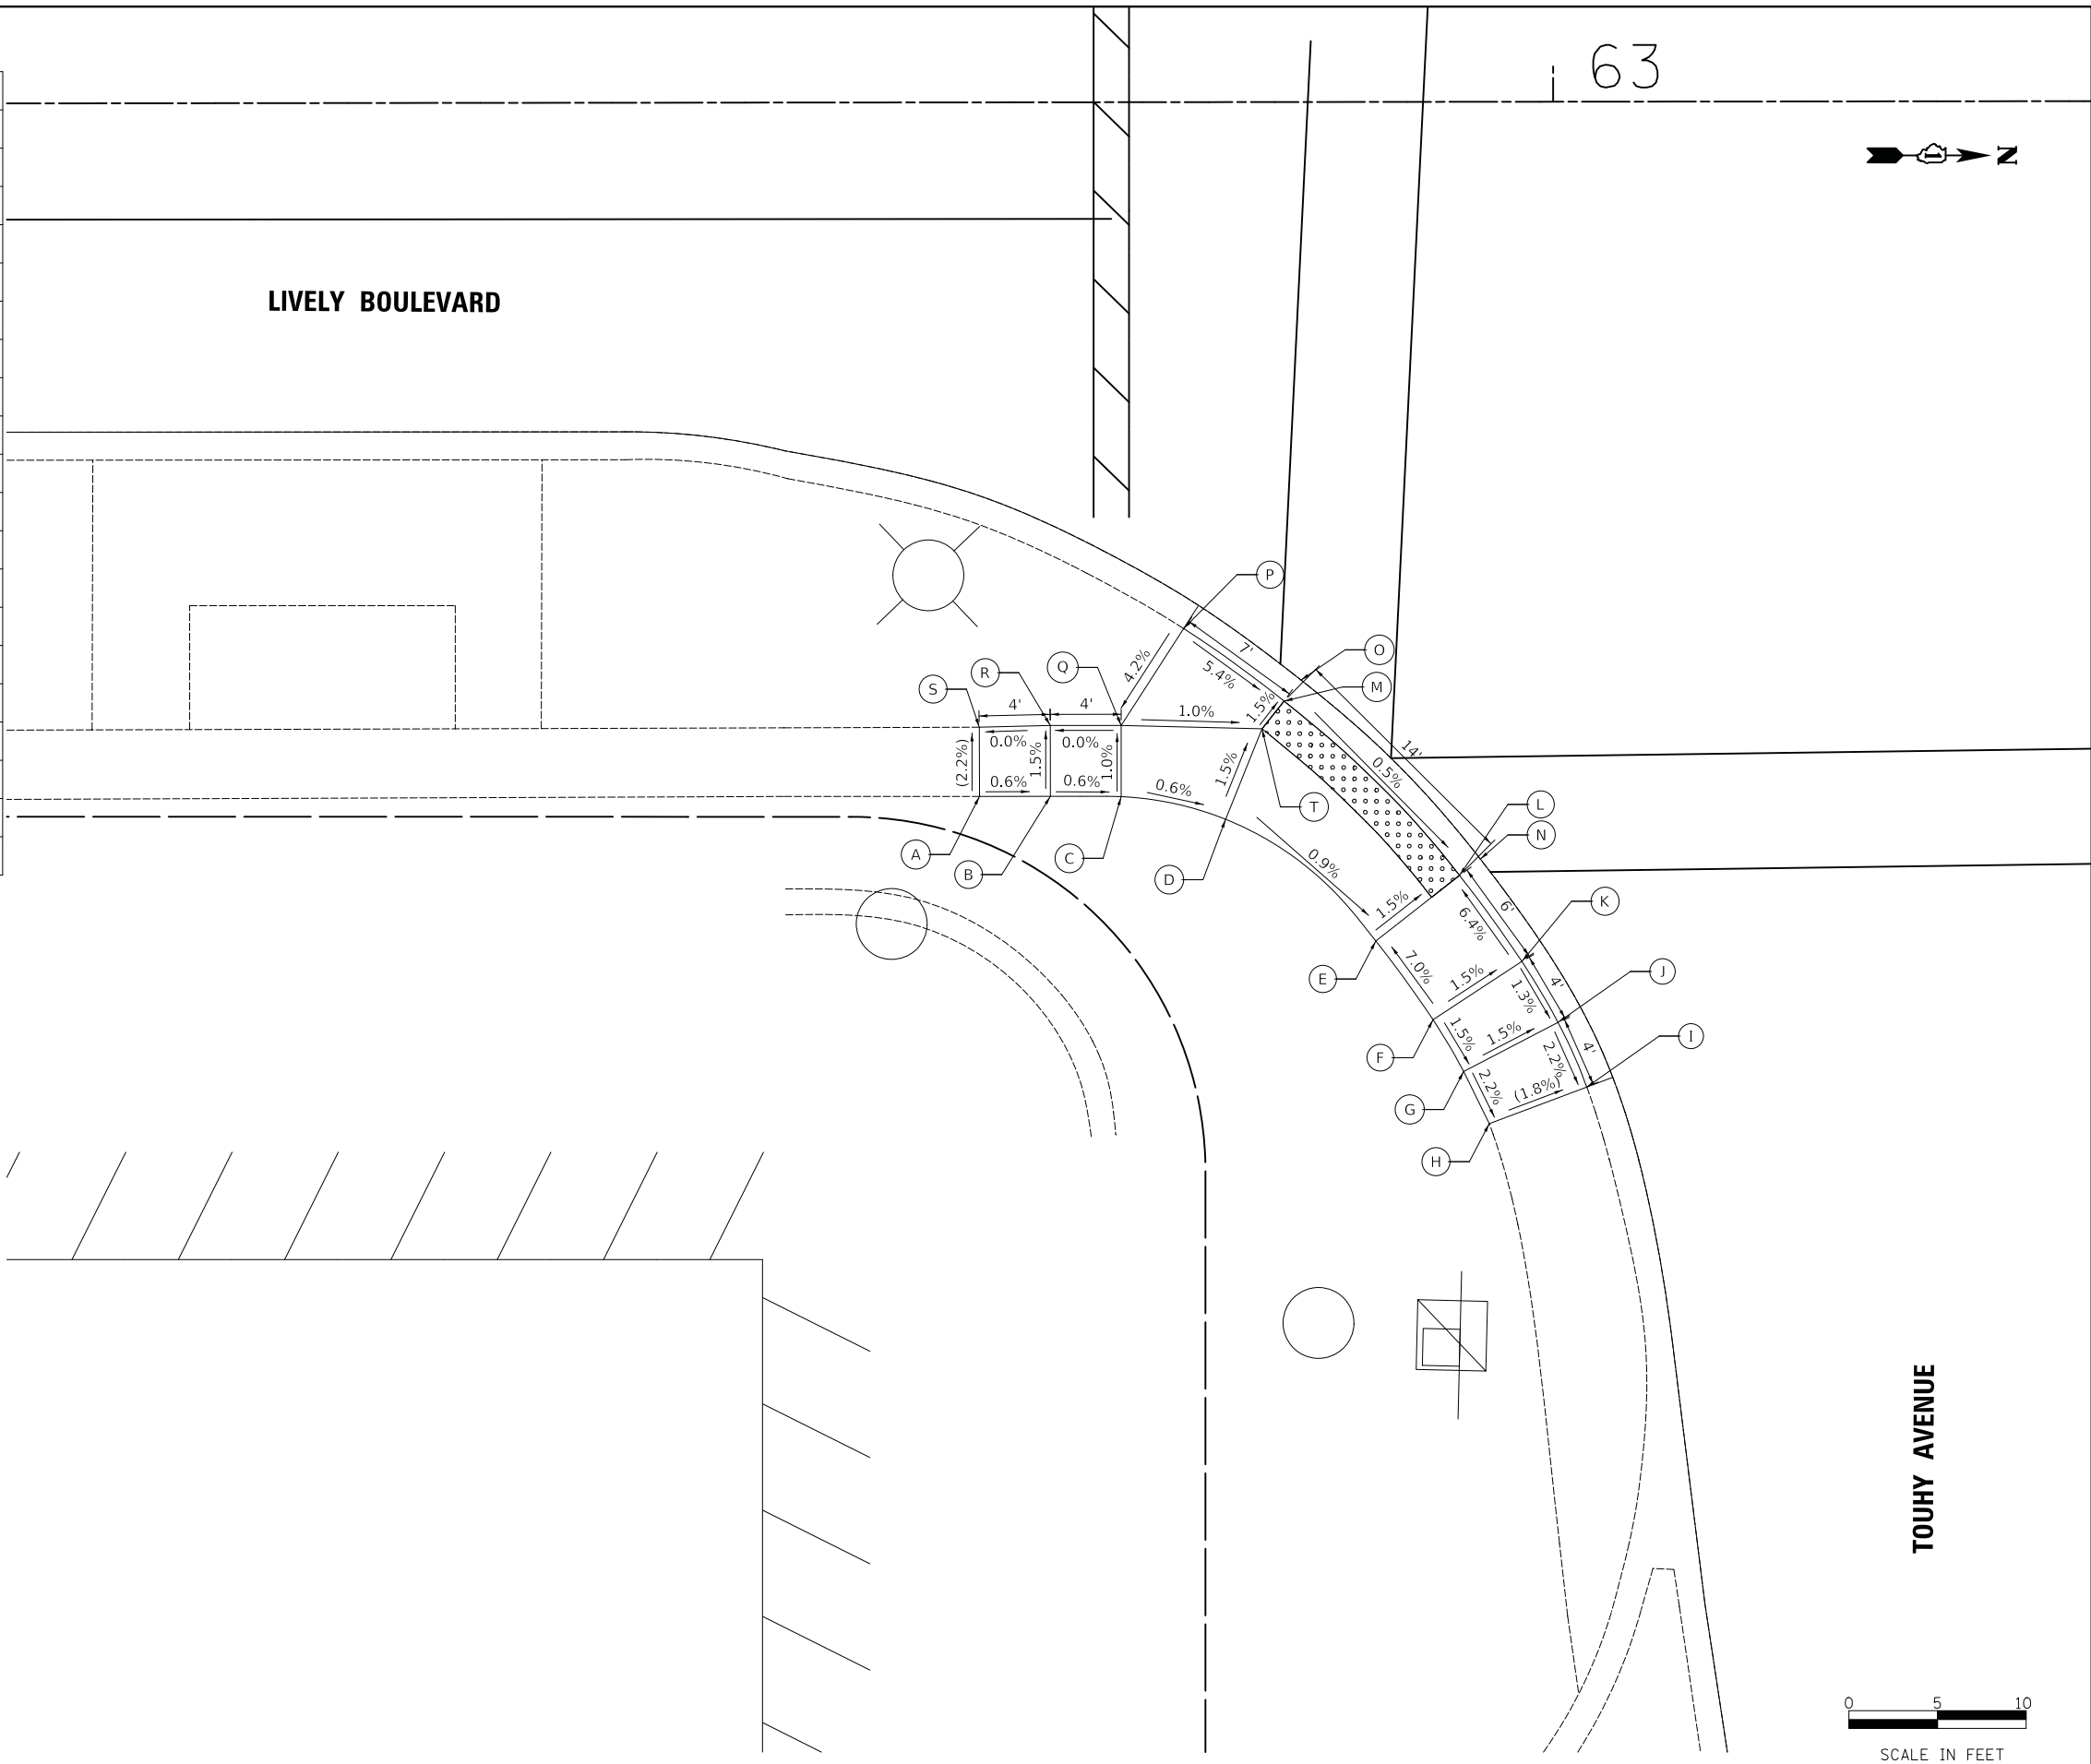 63
N
LIVELY BOULEVARD
P
7'
O
4.2%
5.4%
M
Q
R
S
1.5%
4'
4'
1.0%
14'
0.0%
0.0%
(2.2%)
1.5%
1.0%
0.5%
0.6%
0.6%
0.6%
1.5%
T
L
N
A
B
C
D
0.9%
1.5%
6'
K
6.4%
E
7.0%
1.5%
1.3%
4'
J
F
1.5%
1.5%
2.2%
4'
I
G
2.2%
(1.8%)
H
TOUHY AVENUE
0 5 10
SCALE IN FEET